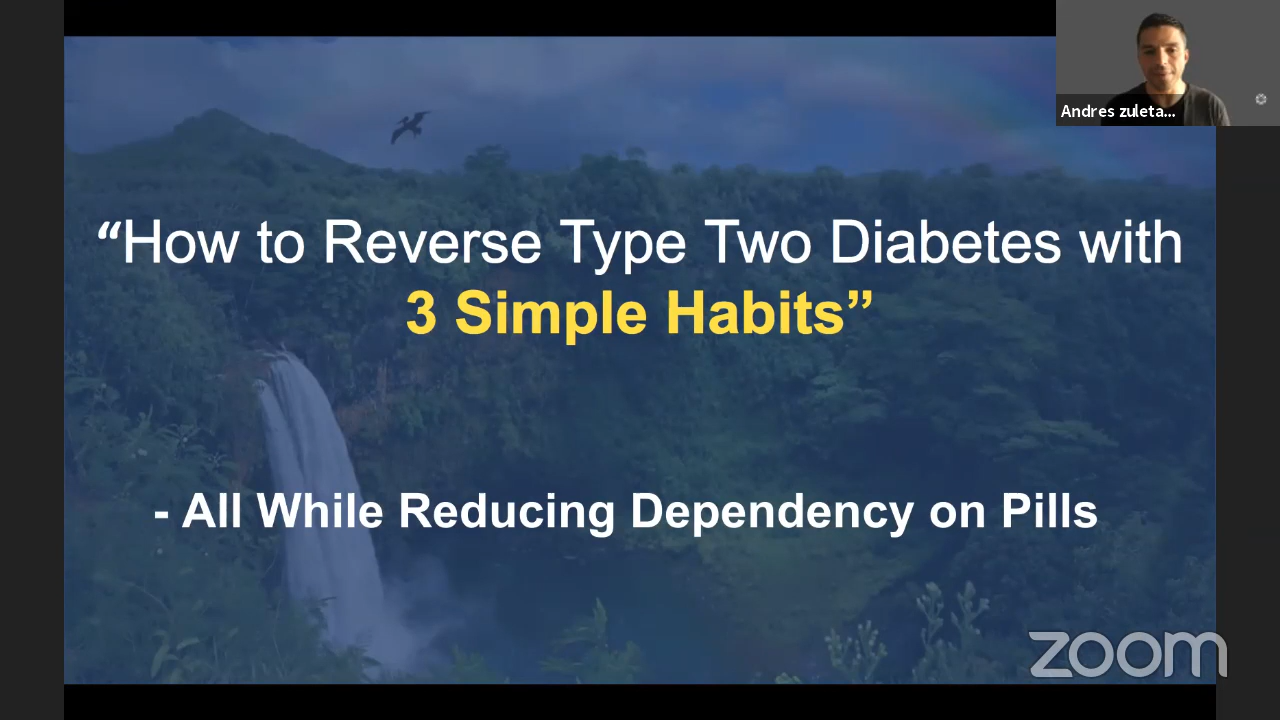 Andres zuleta...
“How to Reverse Type Two Diabetes with
3 Simple Habits”
- All While Reducing Dependency on Pills
zoom